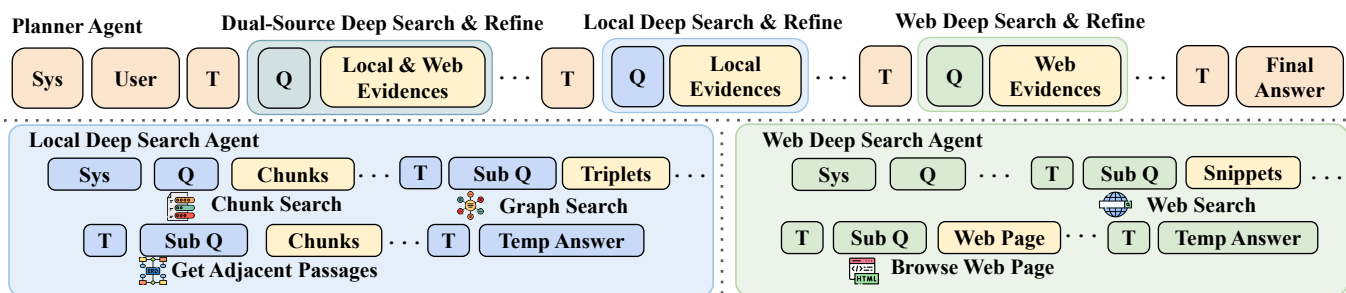 Planner Agent
Dual-Source Deep Search & Refine
Local Deep Search & Refine
Web Deep Search & Refine
Sys User T Q Local & Web Evidences · · · T Q Local Evidences · · · T Q Web Evidences · · · T Final Answer
Local Deep Search Agent
Sys Q Chunks · · · T Sub Q Triplets · · ·
Chunk Search Graph Search
T Sub Q Chunks · · · T Temp Answer
Get Adjacent Passages
Web Deep Search Agent
Sys Q · · · T Sub Q Snippets · · ·
Web Search
T Sub Q Web Page · · · T Temp Answer
HTML Browse Web Page